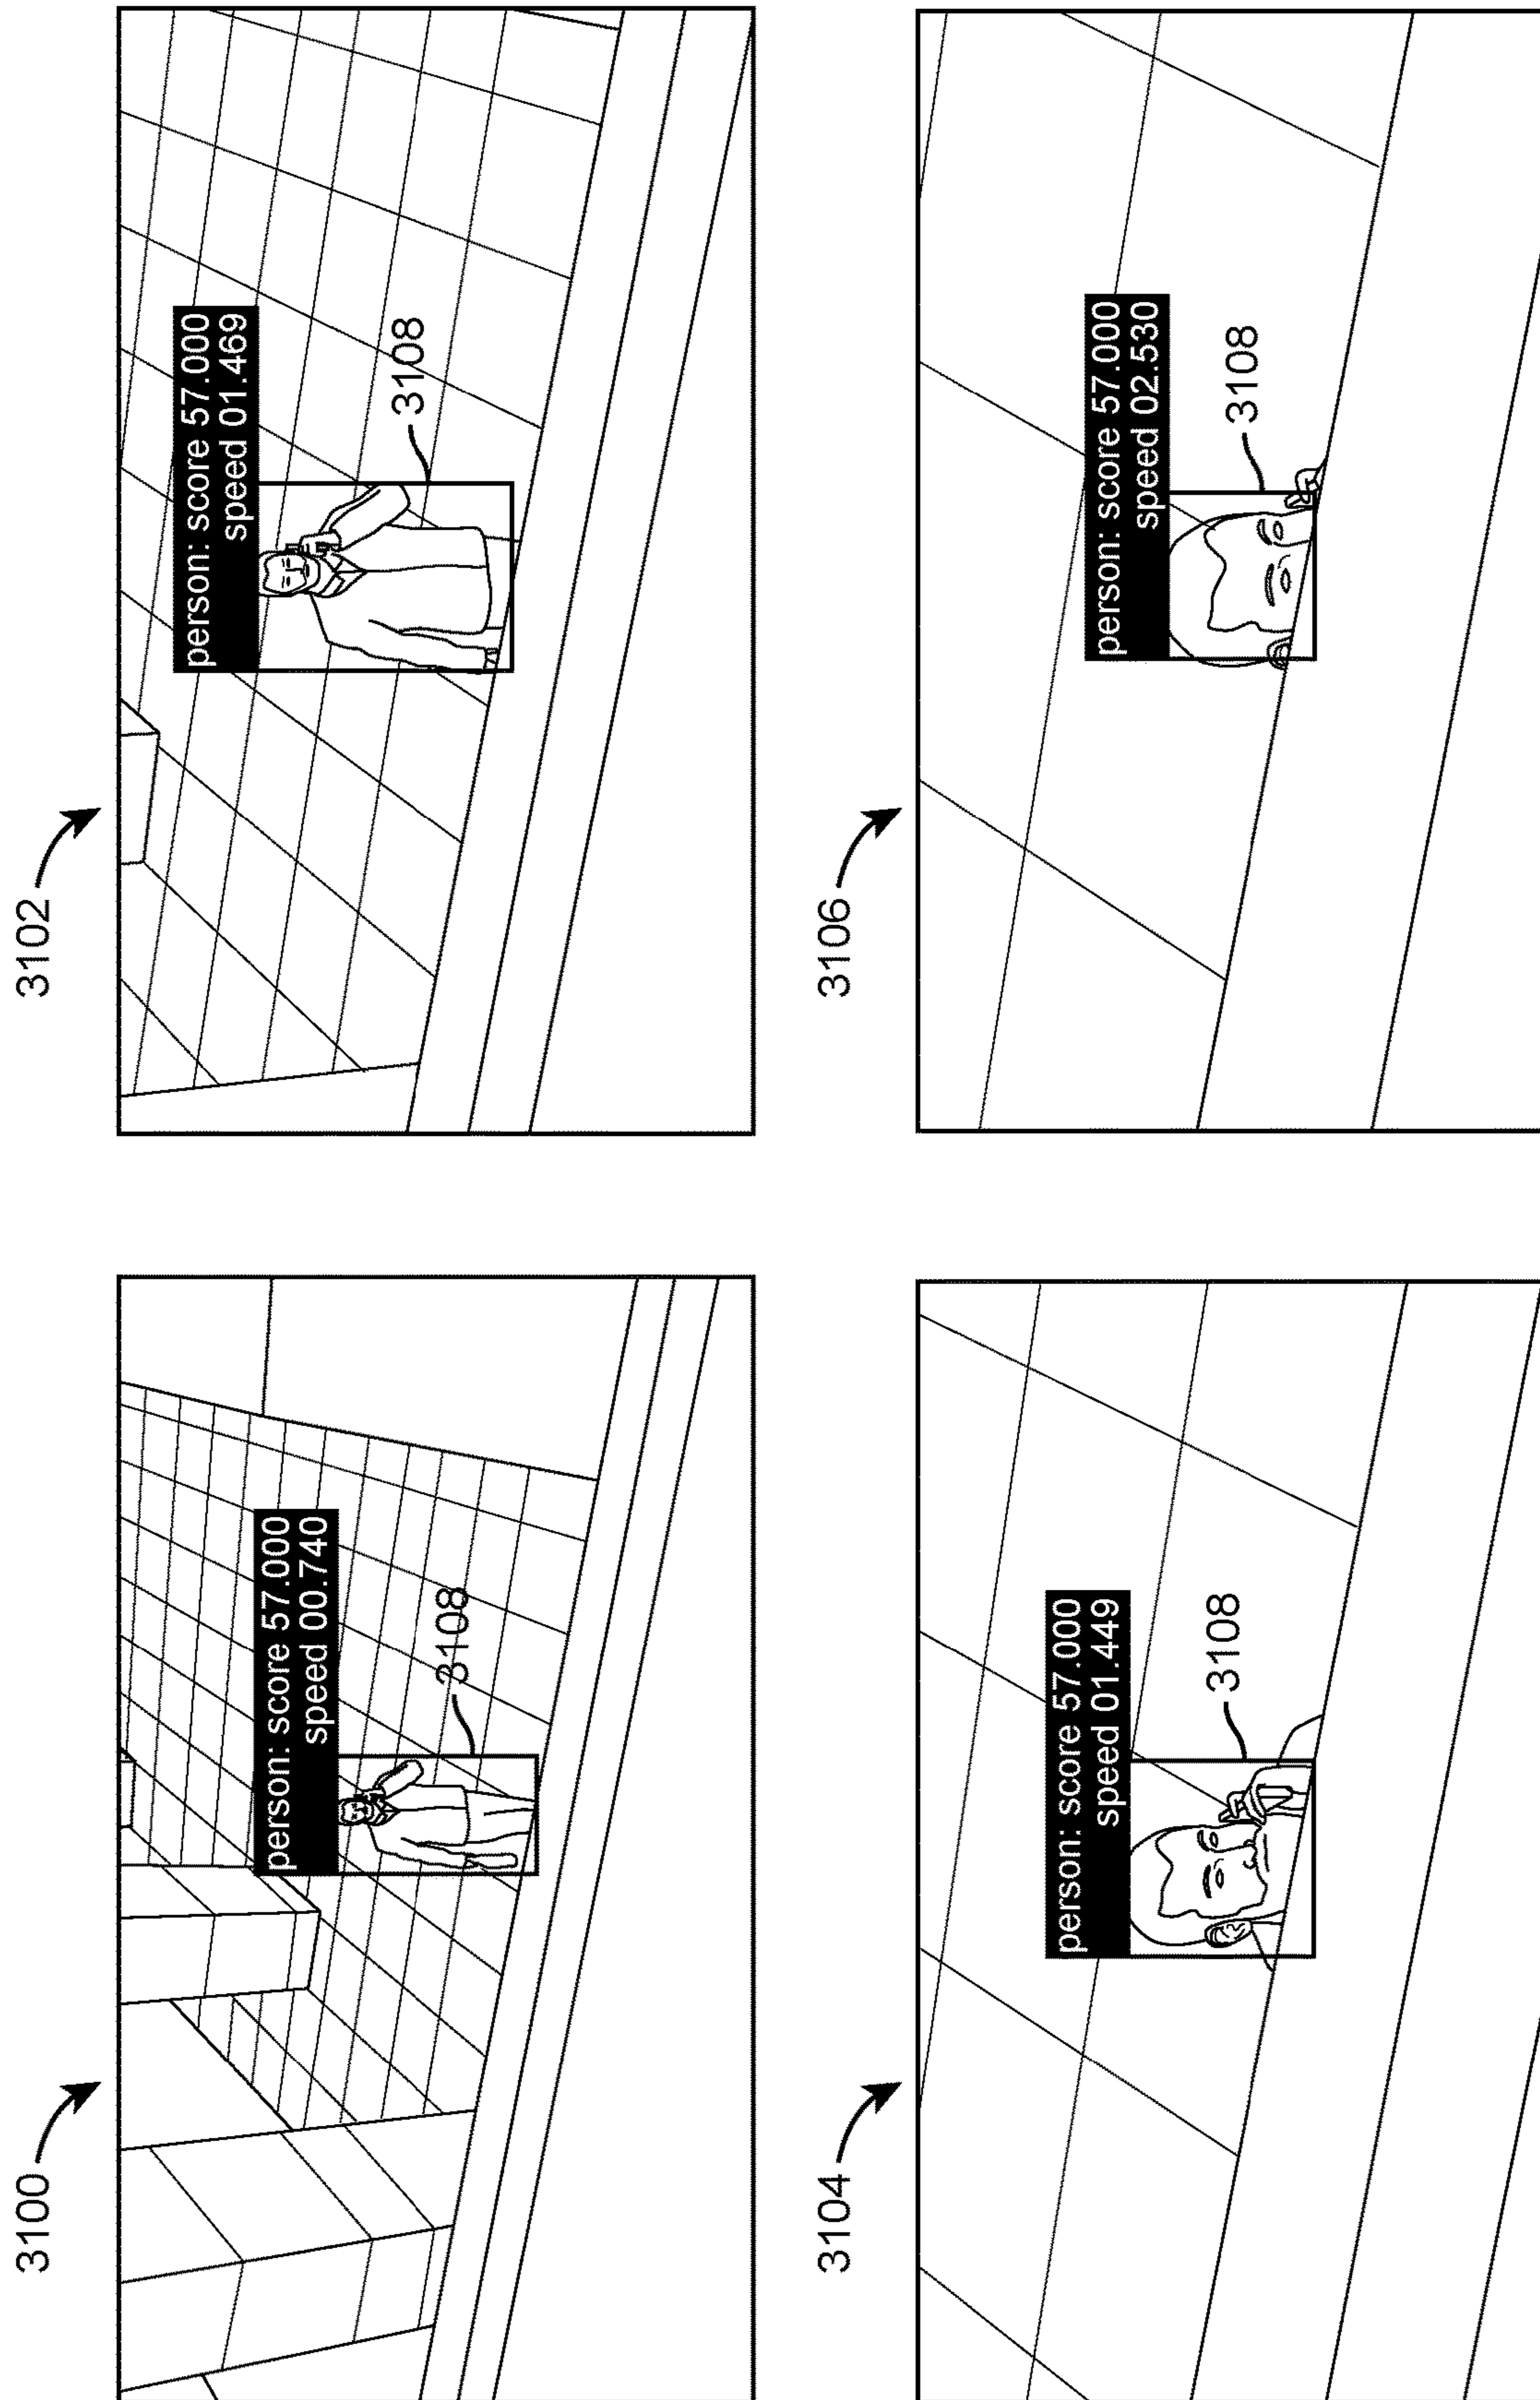 3100
person: score 57.000
speed 00.740
3108
3102
person: score 57.000
speed 01.469
3108
3104
person: score 57.000
speed 01.449
3108
3106
person: score 57.000
speed 02.530
3108